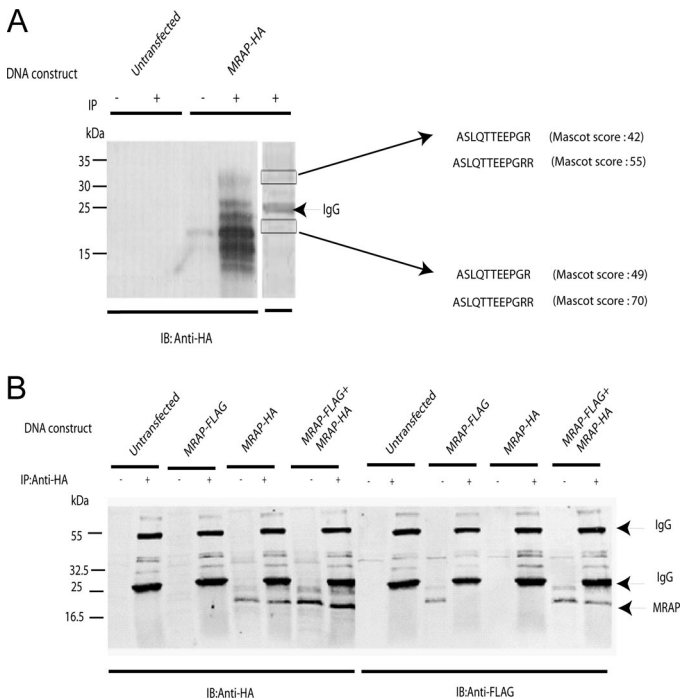 A
Untransfected
MRAP-HA
DNA construct
IP - + - + +
kDa
35
30
25
15
IgG
ASLQTTEEPGR (Mascot score : 42)
ASLQTTEEPGRR (Mascot score : 55)
ASLQTTEEPGR (Mascot score : 49)
ASLQTTEEPGRR (Mascot score : 70)
IB: Anti-HA
B
DNA construct
Untransfected
MRAP-FLAG
MRAP-HA
MRAP-FLAG+
MRAP-HA
Untransfected
MRAP-FLAG
MRAP-HA
MRAP-FLAG+
MRAP-HA
IP:Anti-HA - + - + - + - + - + - + - + - +
kDa
55
32.5
25
16.5
IgG
IgG
MRAP
IB:Anti-HA
IB:Anti-FLAG